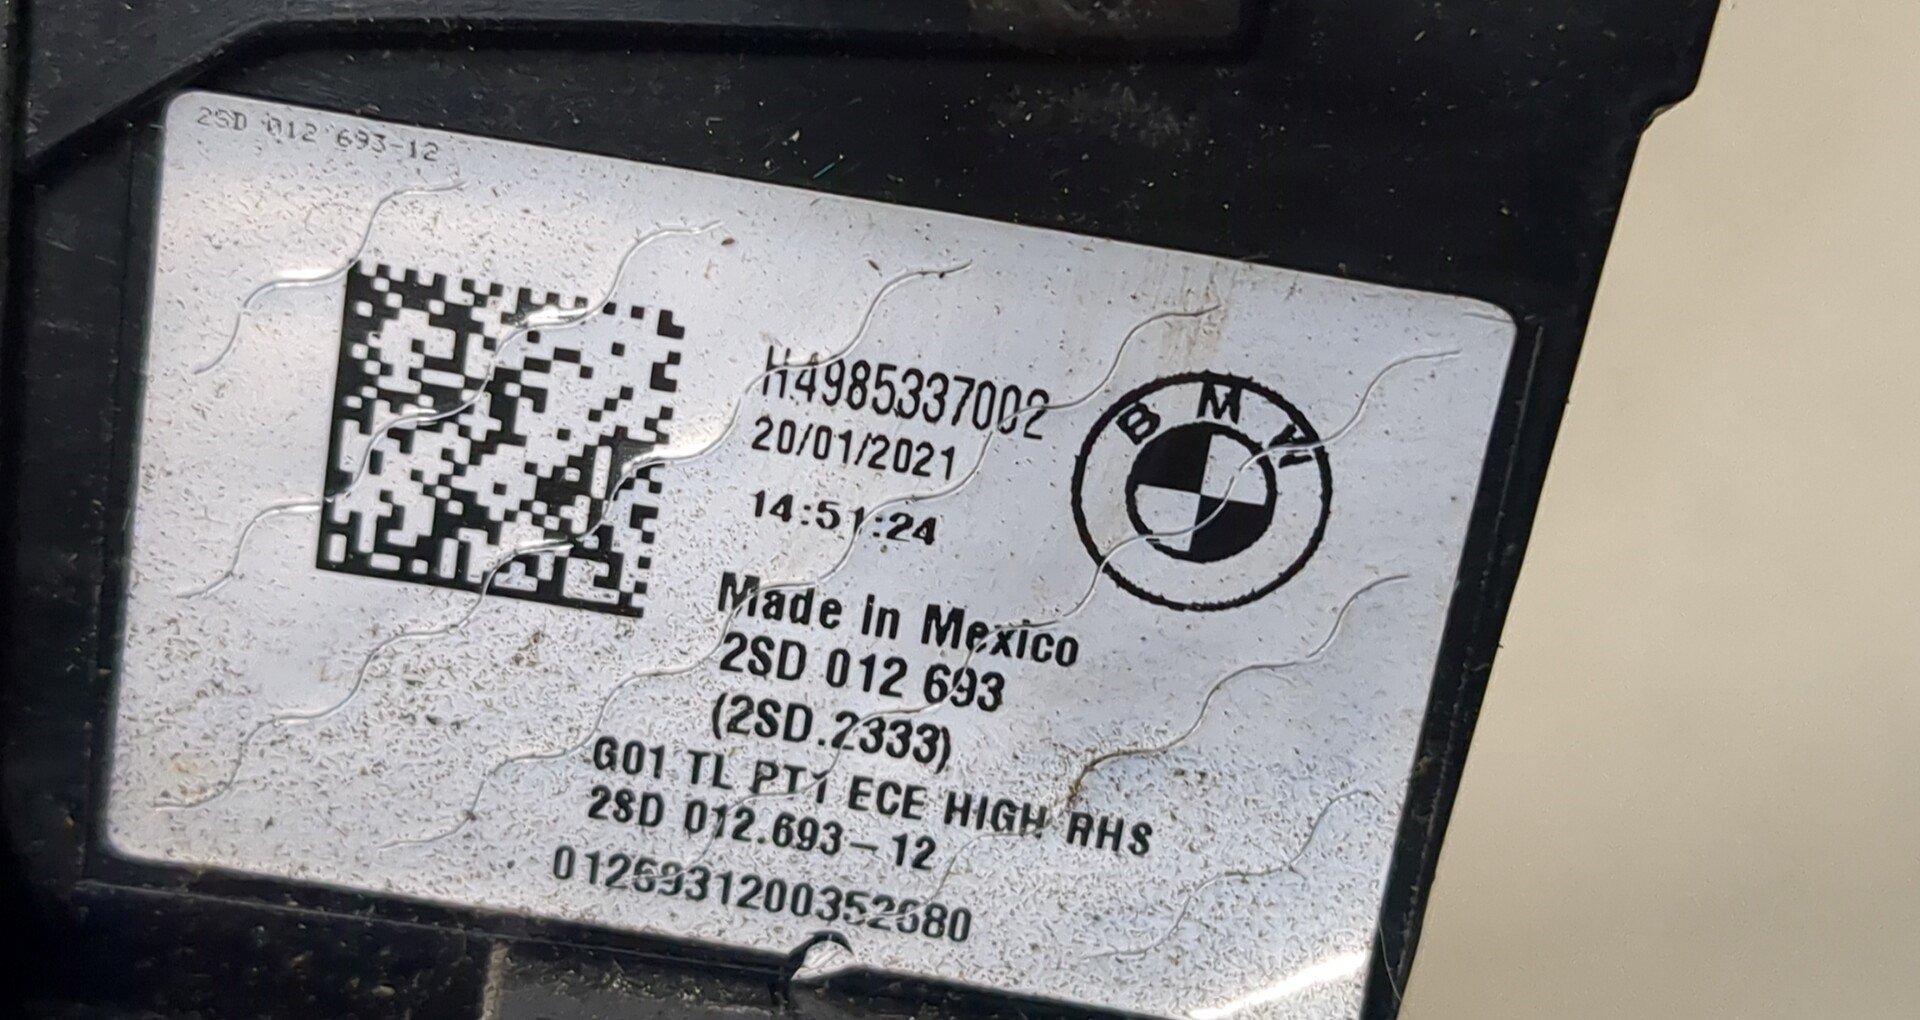 2SD 012 693-12
H4985337002
20/01/2021
14:51:24
BMW
Made in Mexico
2SD 012 693
(2SD.2333)
G01 TL PT1 ECE HIGH RHS
2SD 012.693-12
0126931200352680